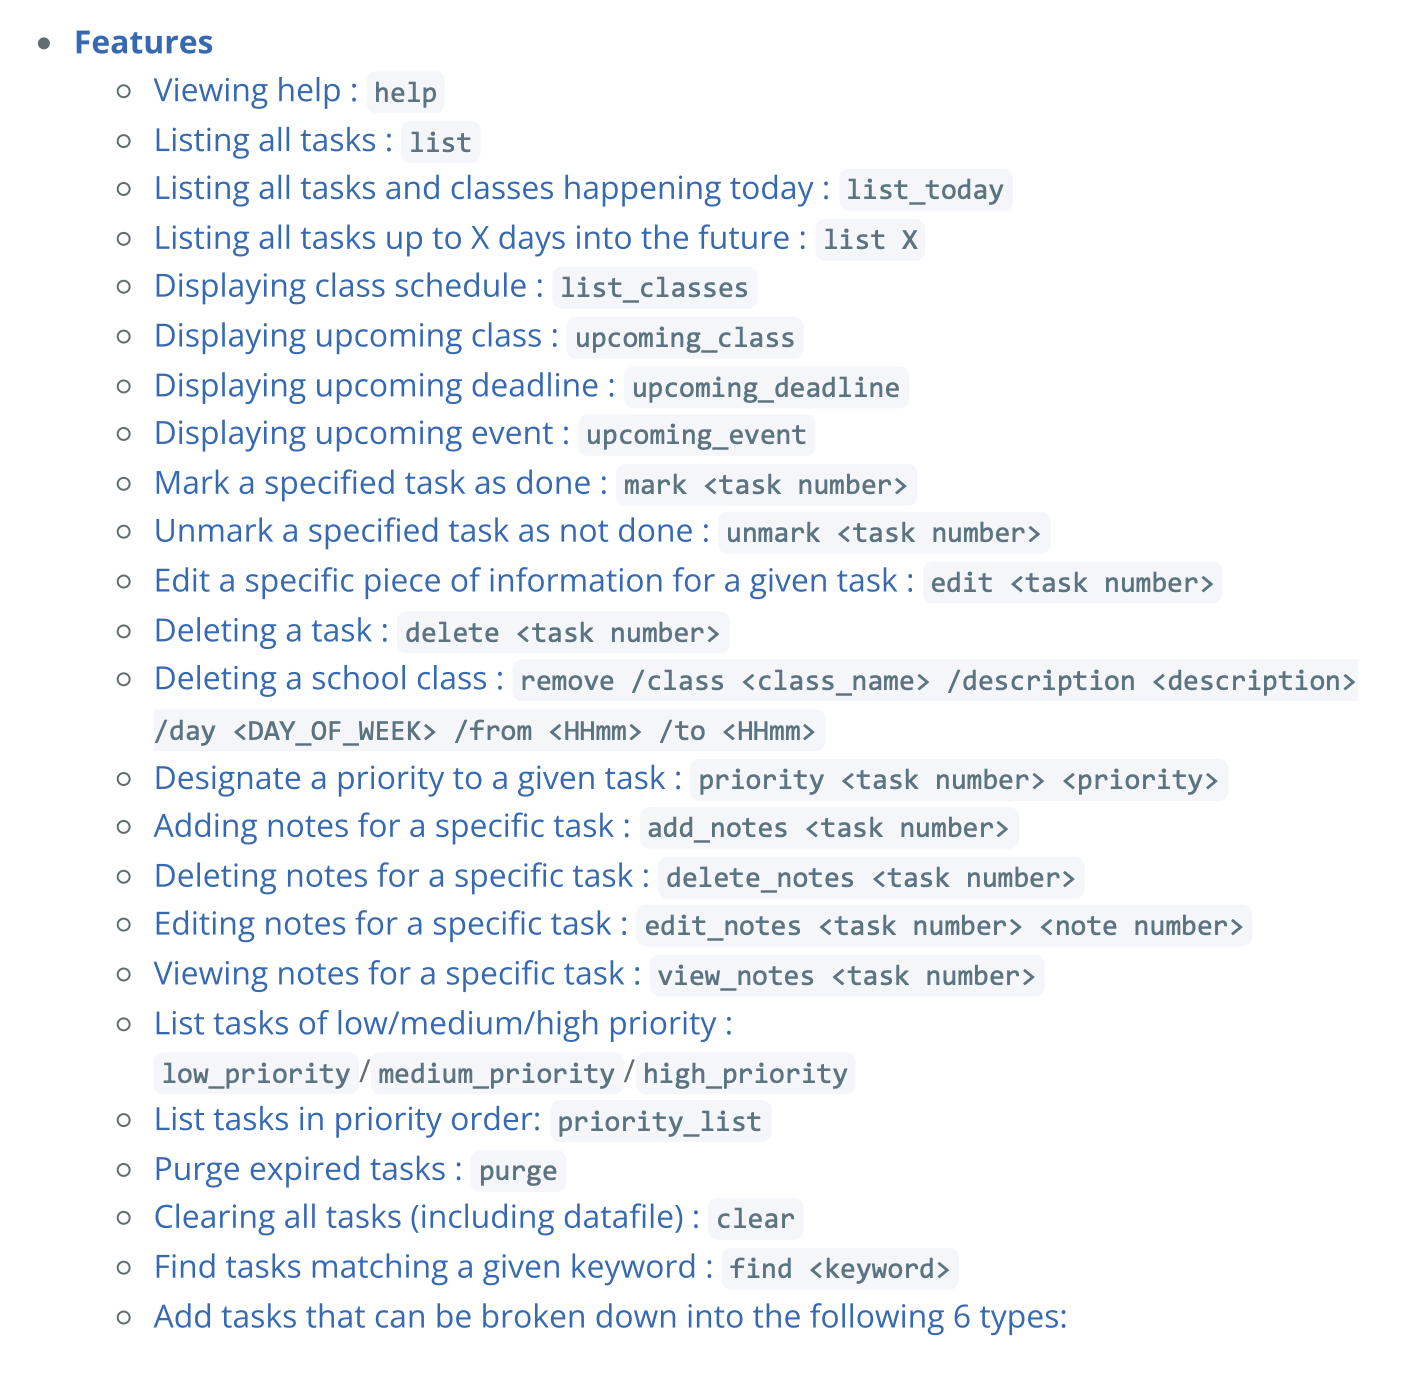 Features
Viewing help : help
Listing all tasks : list
Listing all tasks and classes happening today : list_today
Listing all tasks up to X days into the future : list X
Displaying class schedule : list_classes
Displaying upcoming class : upcoming_class
Displaying upcoming deadline : upcoming_deadline
Displaying upcoming event : upcoming_event
Mark a specified task as done : mark <task number>
Unmark a specified task as not done : unmark <task number>
Edit a specific piece of information for a given task : edit <task number>
Deleting a task : delete <task number>
Deleting a school class : remove /class <class_name> /description <description>
/day <DAY_OF_WEEK> /from <HHmm> /to <HHmm>
Designate a priority to a given task : priority <task number> <priority>
Adding notes for a specific task : add_notes <task number>
Deleting notes for a specific task : delete_notes <task number>
Editing notes for a specific task : edit_notes <task number> <note number>
Viewing notes for a specific task : view_notes <task number>
List tasks of low/medium/high priority :
low_priority/medium_priority/high_priority
List tasks in priority order: priority_list
Purge expired tasks : purge
Clearing all tasks (including datafile) : clear
Find tasks matching a given keyword : find <keyword>
Add tasks that can be broken down into the following 6 types: